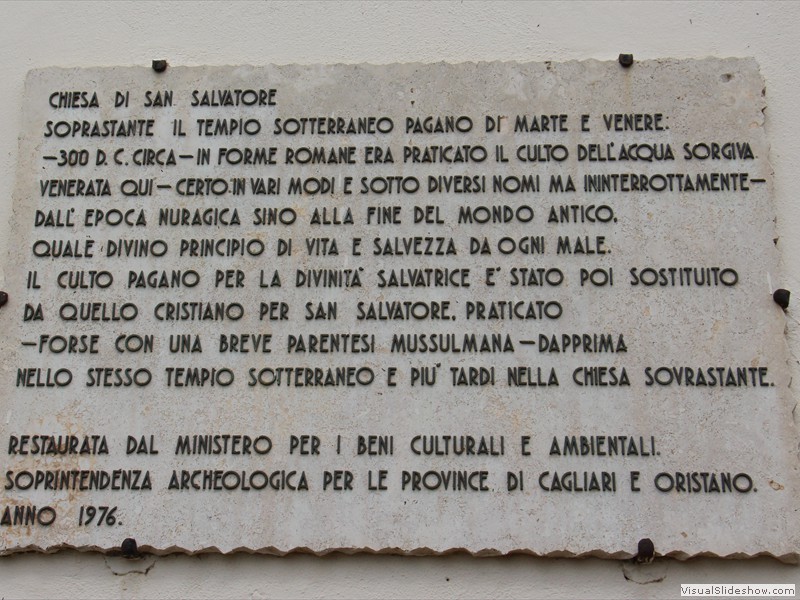 CHIESA DI SAN SALVATORE
SOPRASTANTE IL TEMPIO SOTTERRANEO PAGANO DI MARTE E VENERE.
—300 D. C. CIRCA— IN FORME ROMANE ERA PRATICATO IL CULTO DELL'ACQUA SORGIVA
VENERATA QUI — CERTO IN VARI MODI E SOTTO DIVERSI NOMI MA ININTERROTTAMENTE—
DALL' EPOCA NURAGICA SINO ALLA FINE DEL MONDO ANTICO,
QUALE DIVINO PRINCIPIO DI VITA E SALVEZZA DA OGNI MALE.
IL CULTO PAGANO PER LA DIVINITA' SALVATRICE E' STATO POI SOSTITUITO
DA QUELLO CRISTIANO PER SAN SALVATORE, PRATICATO
—FORSE CON UNA BREVE PARENTESI MUSSULMANA — DAPPRIMA
NELLO STESSO TEMPIO SOTTERRANEO E PIU' TARDI NELLA CHIESA SOVRASTANTE.
RESTAURATA DAL MINISTERO PER I BENI CULTURALI E AMBIENTALI.
SOPRINTENDENZA ARCHEOLOGICA PER LE PROVINCE DI CAGLIARI E ORISTANO.
ANNO 1976.
VisualSlideshow.com